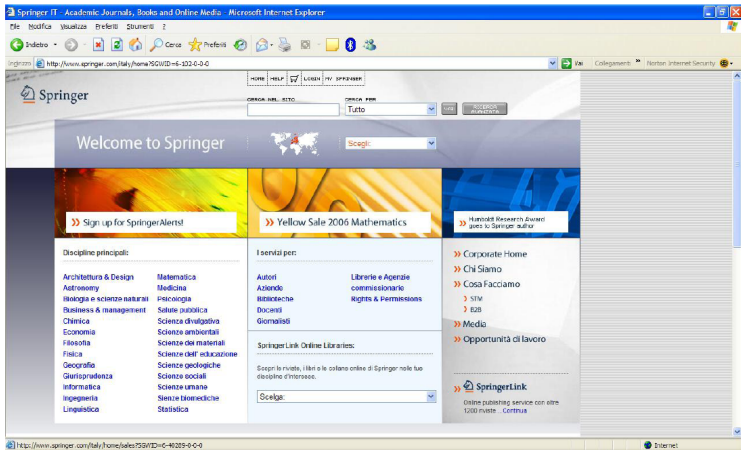 Springer IT - Academic Journals, Books and Online Media - Microsoft Internet Explorer
File Modifica Visualizza Preferiti Strumenti ?
Indietro Cerca Preferiti
Indirizzo http://www.springer.com/italy/home?SGWID=6-102-0-0-0 Vai Collegamenti » Norton Internet Security
HOME HELP LOGIN MY SPRINGER
Springer
CERCA NEL SITO CERCA PER
Tutto VAI RICERCA AVANZATA
Welcome to Springer Scegli:
Sign up for SpringerAlerts!
Yellow Sale 2006 Mathematics
Humboldt Research Award
goes to Springer author
Discipline principali:
Architettura & Design
Astronomy
Biologia e scienze naturali
Business & management
Chimica
Economia
Filosofia
Fisica
Geografia
Giurisprudenza
Informatica
Ingegneria
Linguistica
Matematica
Medicina
Psicologia
Salute pubblica
Scienza divulgativa
Scienze ambientali
Scienze dei materiali
Scienze dell' educazione
Scienze geologiche
Scienze sociali
Scienze umane
Sienze biomediche
Statistica
I servizi per:
Autori
Aziende
Biblioteche
Docenti
Giornalisti
Librerie e Agenzie
commissionarie
Rights & Permissions
SpringerLink Online Libraries:
Scopri le riviste, i libri e le collane online di Springer nelle tue
discipline d'interesse.
Scelga:
Corporate Home
Chi Siamo
Cosa Facciamo
STM
B2B
Media
Opportunità di lavoro
SpringerLink
Online publishing service con oltre
1200 riviste .. Continua
http://www.springer.com/italy/home/sales?SGWID=6-40289-0-0-0 Internet